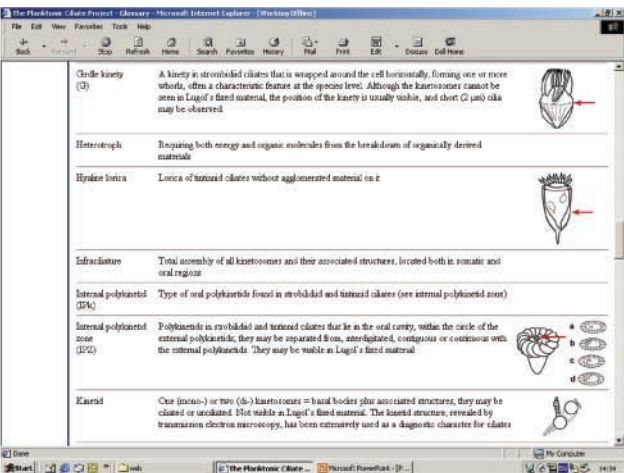 The Planktonic Ciliate Project - Glossary - Microsoft Internet Explorer - [Working Offline]
File Edit View Favorites Tools Help
Back Forward Stop Refresh Home Search Favorites History Mail Print Edit Discuss Dell Home
Girdle kinety
(G)
A kinety in strombidiid ciliates that is wrapped around the cell horizontally, forming one or more
whorls, often a characteristic feature at the species level. Although the kinetosomes cannot be
seen in Lugol's fixed material, the position of the kinety is usually visible, and short (2 µm) cilia
may be observed
Heterotroph
Requiring both energy and organic molecules from the breakdown of organically derived
materials
Hyaline lorica
Lorica of tintinnid ciliates without agglomerated material on it
Infraciliature
Total assembly of all kinetosomes and their associated structures, located both in somatic and
oral regions
Internal polykinetid
(IPk)
Type of oral polykinetids found in strobilidiid and tintinnid ciliates (see internal polykinetid zone)
Internal polykinetid
zone
(IPZ)
Polykinetids in strobilidiid and tintinnid ciliates that lie in the oral cavity, within the circle of the
external polykinetids; they may be separated from, interdigitated, contiguous or continuous with
the external polykinetids. They may be visible in Lugol's fixed material
a
b
c
d
Kinetid
One (mono-) or two (di-) kinetosomes = basal bodies plus associated structures, they may be
ciliated or unciliated. Not visible in Lugol's fixed material. The kinetid structure, revealed by
transmission electron microscopy, has been extensively used as a diagnostic character for ciliates
Done
My Computer
Start
web
The Planktonic Ciliate ...
Microsoft PowerPoint - [P...
14:34